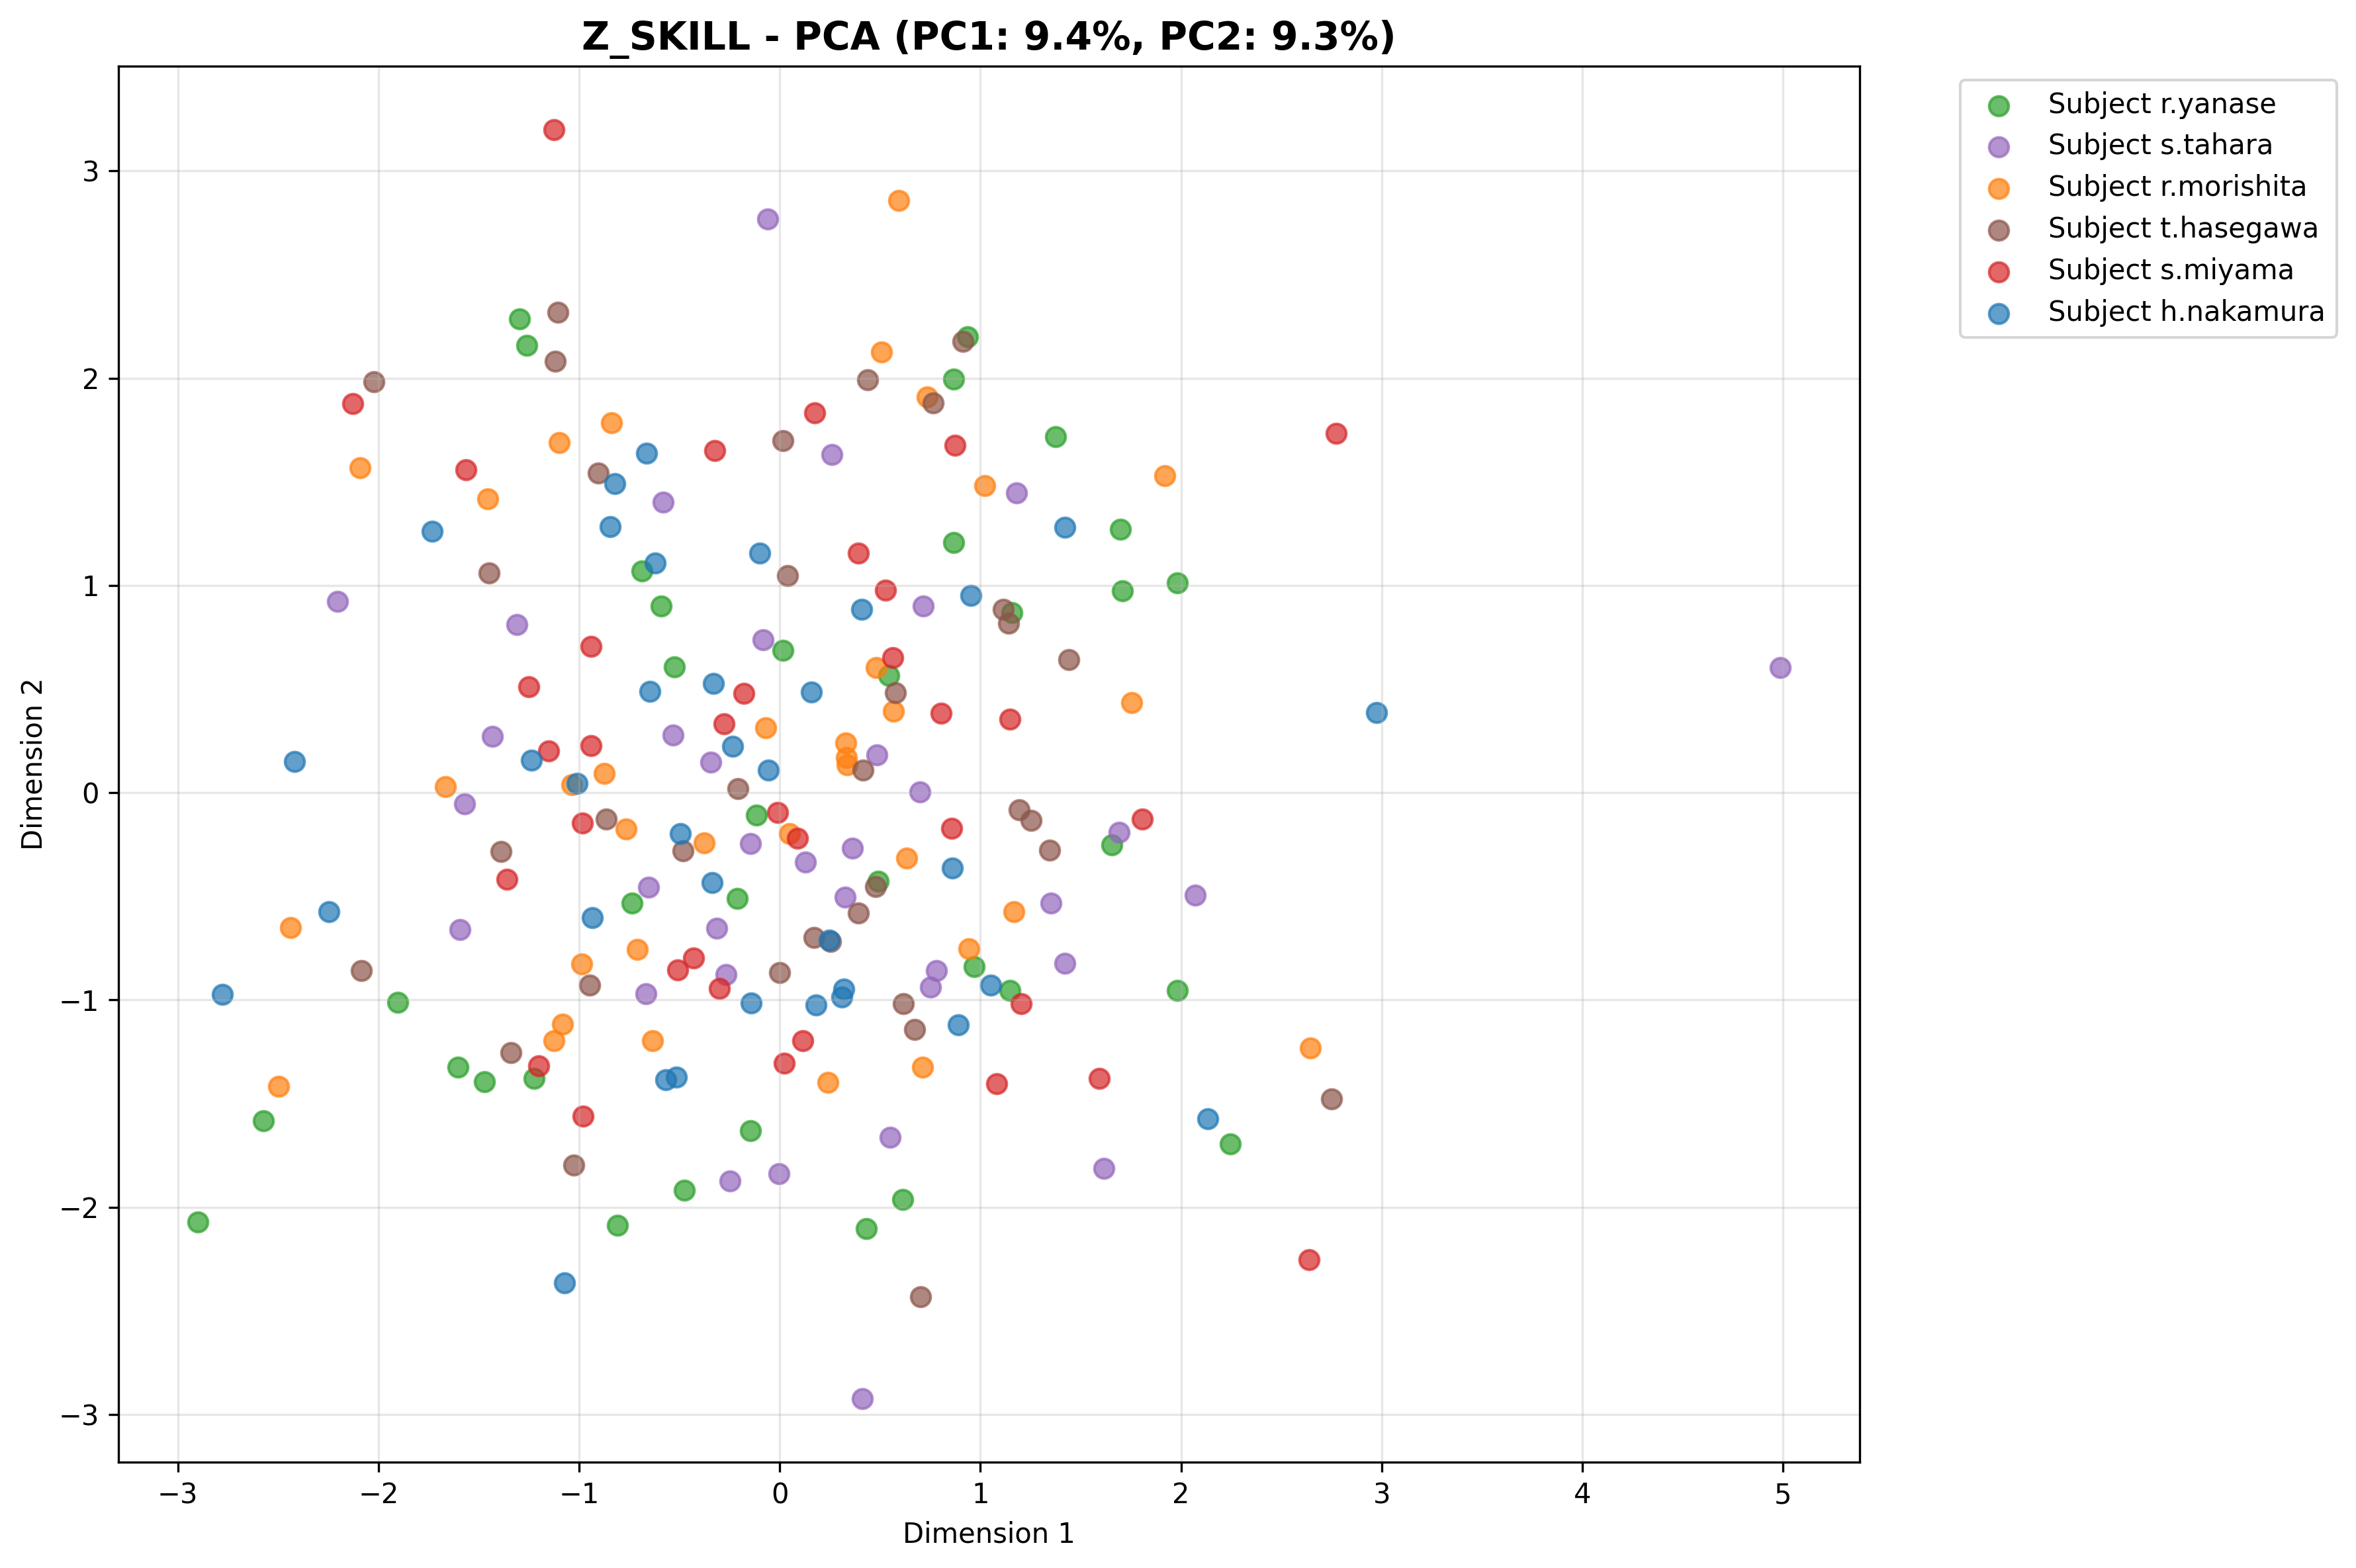 Z_SKILL - PCA (PC1: 9.4%, PC2: 9.3%)
Subject r.yanase
Subject s.tahara
Subject r.morishita
Subject t.hasegawa
Subject s.miyama
Subject h.nakamura
Dimension 2
3
2
1
0
−1
−2
−3
−3 −2 −1 0 1 2 3 4 5
Dimension 1